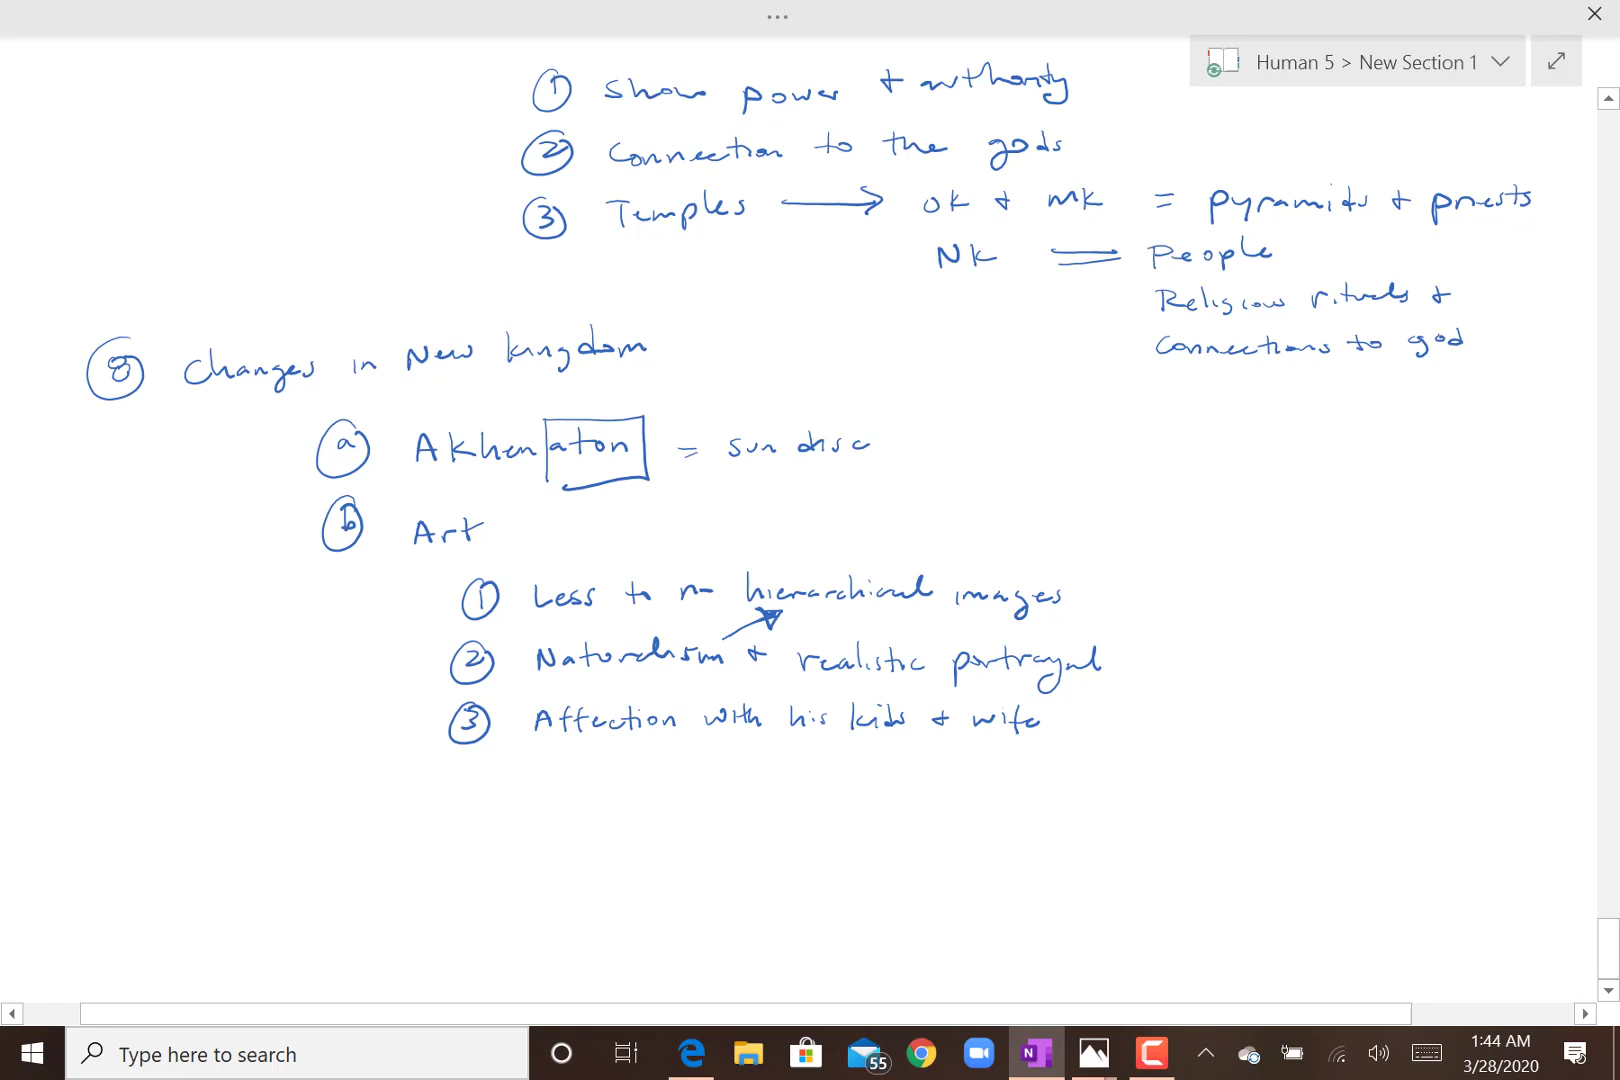 Human 5 > New Section 1
① Show power + authority
② Connection to the gods
③ Temples → OK + MK = pyramids + priests
NK = People
Religious rituals +
Connections to god
⑧ Changes in New Kingdom
ⓐ Akhenaton = sun disc
ⓑ Art
① Less to no hierarchical images
② Naturalism + realistic portrayal
③ Affection with his kids + wife
Type here to search
55
1:44 AM
3/28/2020